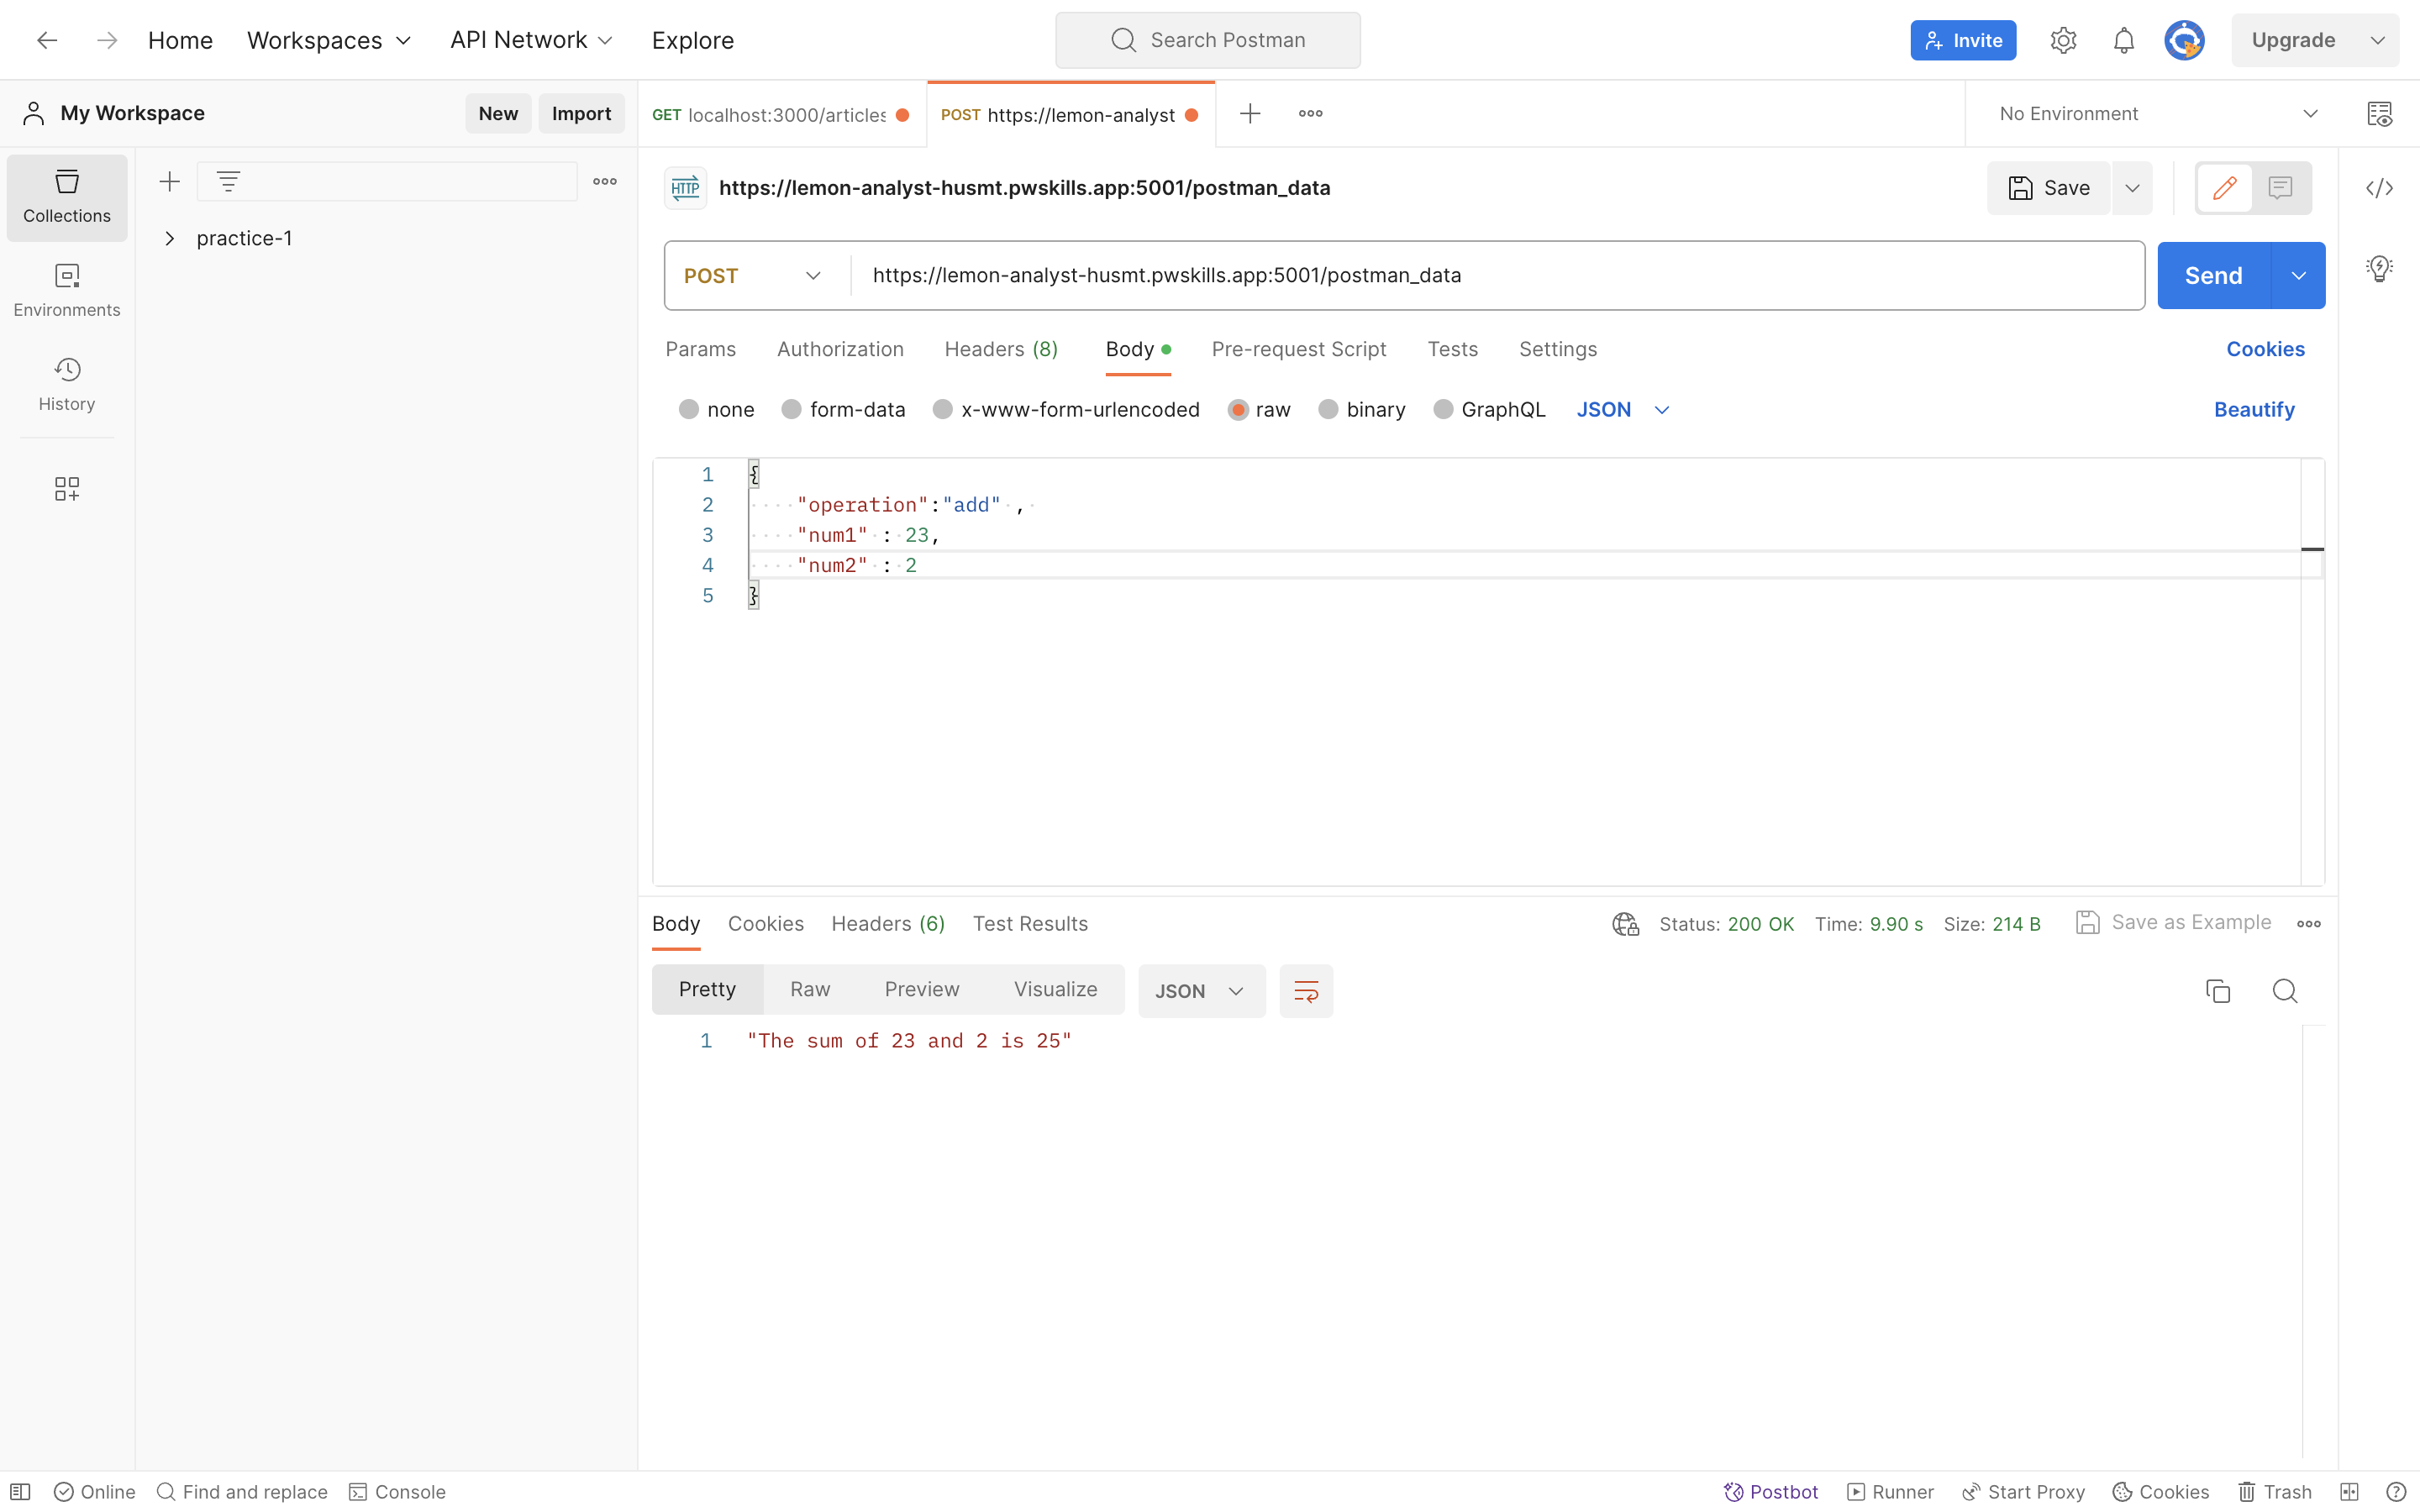 Home Workspaces API Network Explore Search Postman Invite Upgrade
My Workspace New Import GET localhost:3000/articles POST https://lemon-analyst No Environment
Collections
practice-1
Environments
History
HTTP https://lemon-analyst-husmt.pwskills.app:5001/postman_data Save
POST https://lemon-analyst-husmt.pwskills.app:5001/postman_data Send
Params Authorization Headers (8) Body Pre-request Script Tests Settings Cookies
none form-data x-www-form-urlencoded raw binary GraphQL JSON Beautify
1 {
2 "operation":"add" ,
3 "num1" : 23,
4 "num2" : 2
5 }
Body Cookies Headers (6) Test Results Status: 200 OK Time: 9.90 s Size: 214 B Save as Example
Pretty Raw Preview Visualize JSON
1 "The sum of 23 and 2 is 25"
Online Find and replace Console Postbot Runner Start Proxy Cookies Trash